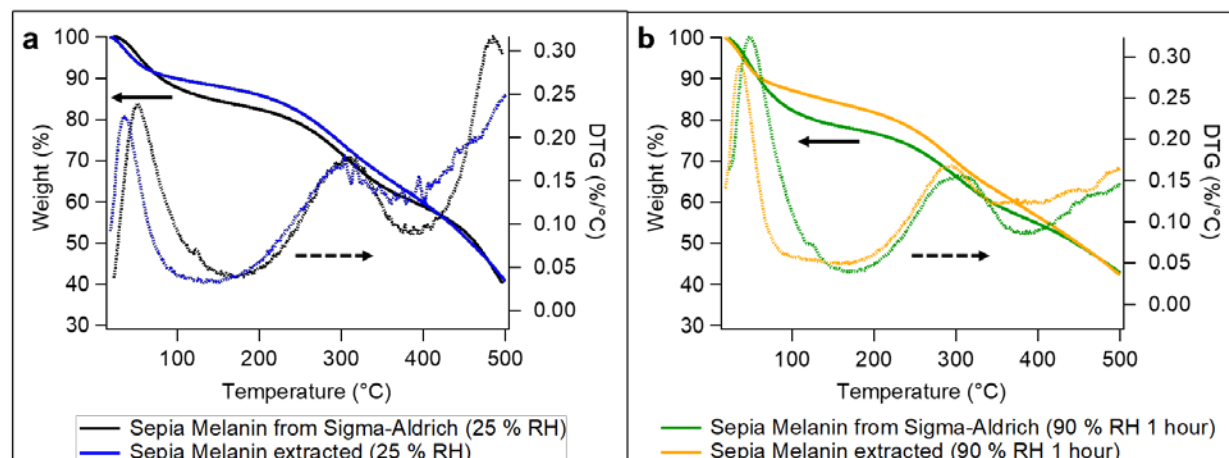 a
100
90
80
70
60
50
40
30
Weight (%)
0.30
0.25
0.20
0.15
0.10
0.05
0.00
DTG (%/°C)
100 200 300 400 500
Temperature (°C)
Sepia Melanin from Sigma-Aldrich (25 % RH)
Sepia Melanin extracted (25 % RH)
b
100
90
80
70
60
50
40
30
Weight (%)
0.30
0.25
0.20
0.15
0.10
0.05
0.00
DTG (%/°C)
100 200 300 400 500
Temperature (°C)
Sepia Melanin from Sigma-Aldrich (90 % RH 1 hour)
Sepia Melanin extracted (90 % RH 1 hour)